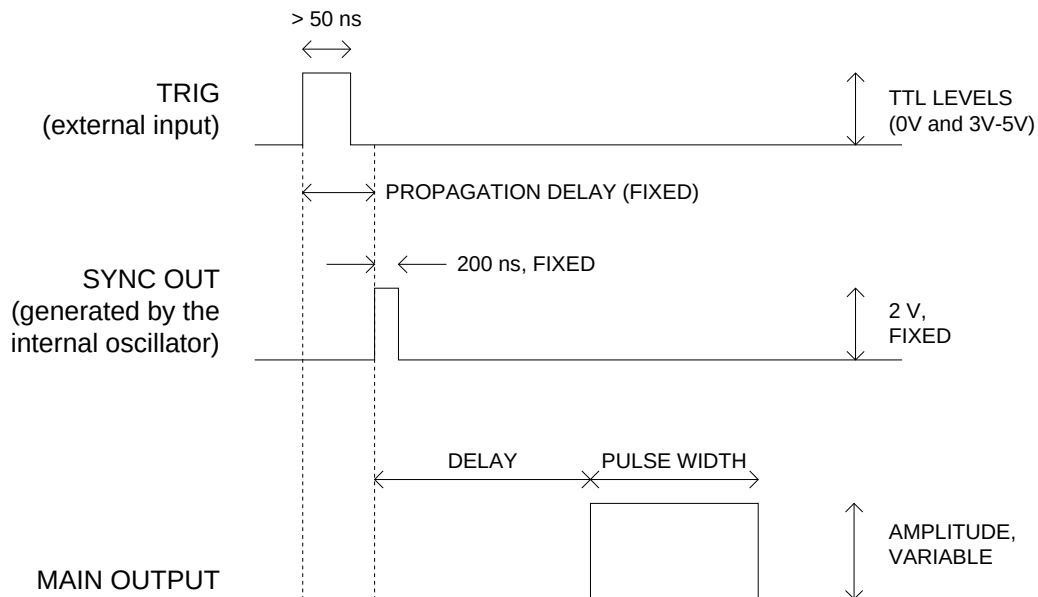 > 50 ns
TRIG
(external input)
TTL LEVELS
(0V and 3V-5V)
PROPAGATION DELAY (FIXED)
200 ns, FIXED
SYNC OUT
(generated by the
internal oscillator)
2 V,
FIXED
DELAY
PULSE WIDTH
AMPLITUDE,
VARIABLE
MAIN OUTPUT